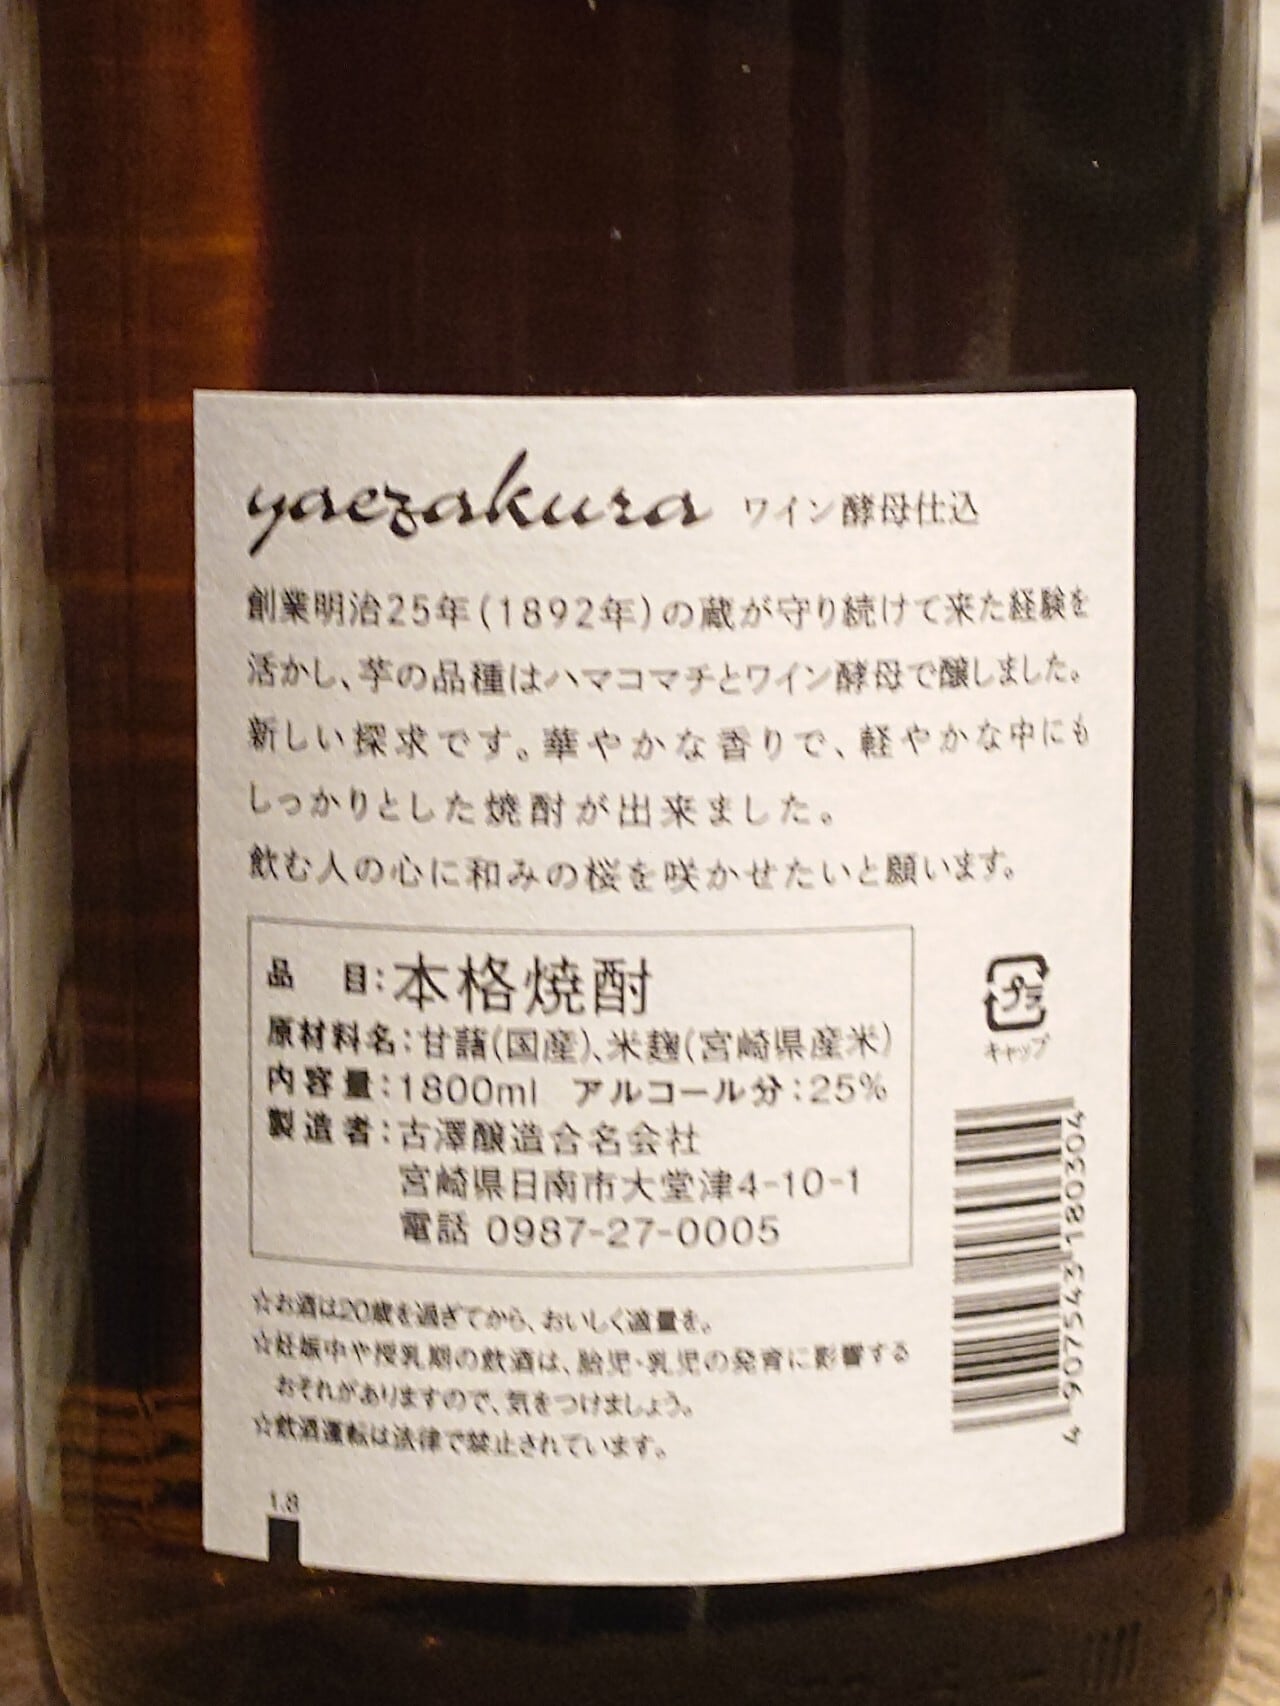 yaezakura ワイン酵母仕込
創業明治25年(1892年)の蔵が守り続けて来た経験を
活かし、芋の品種はハマコマチとワイン酵母で醸しました。
新しい探求です。華やかな香りで、軽やかな中にも
しっかりとした焼酎が出来ました。
飲む人の心に和みの桜を咲かせたいと願います。
品 目:本格焼酎
原材料名:甘藷(国産)、米麹(宮崎県産米)
内容量:1800ml アルコール分:25%
製造者:古澤醸造合名会社
宮崎県日南市大堂津4-10-1
電話 0987-27-0005
プラ
キャップ
4 907543 180304
☆お酒は20歳を過ぎてから、おいしく適量を。
☆妊娠中や授乳期の飲酒は、胎児・乳児の発育に影響する
おそれがありますので、気をつけましょう。
☆飲酒運転は法律で禁止されています。
1.8